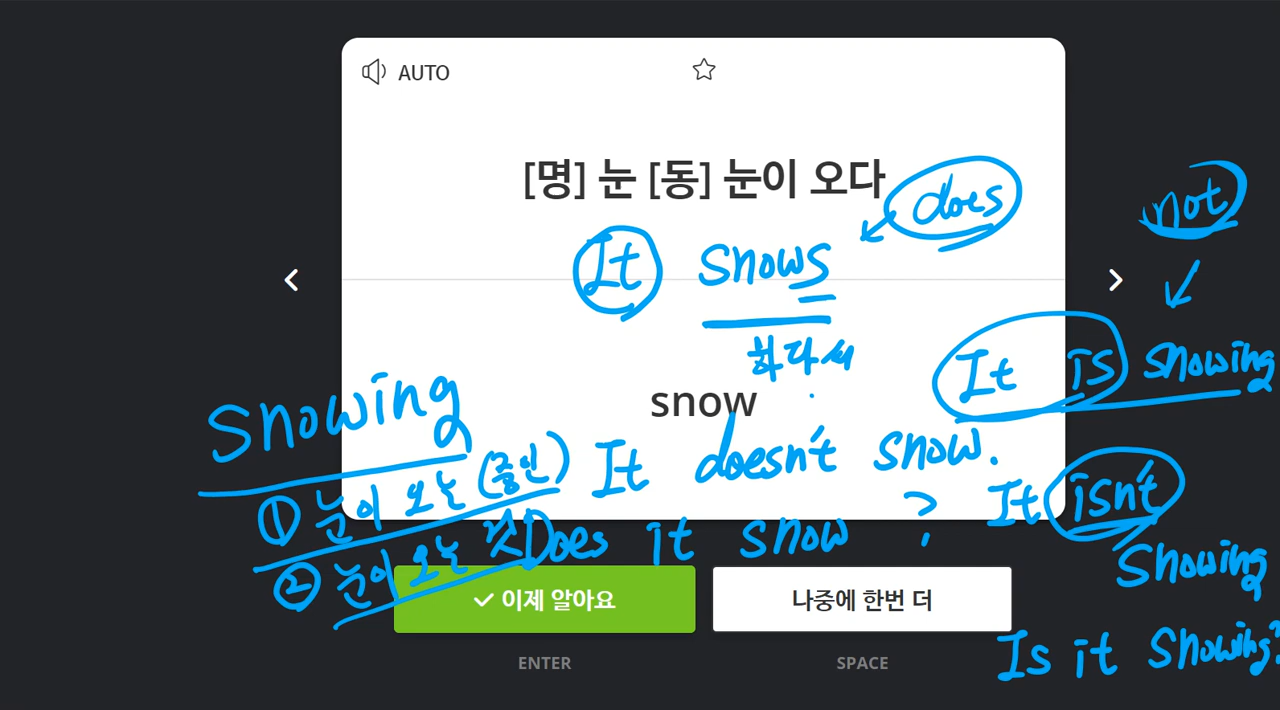 AUTO
[명] 눈 [동] 눈이 오다
does
not
It snows
하다씨
It is snowing
snow
snowing
① 눈이 오는 (중인)
② 눈이 오는 것
It doesn't snow.
Does it snow ?
It isn't
snowing
Is it snowing?
이제 알아요
나중에 한번 더
ENTER
SPACE